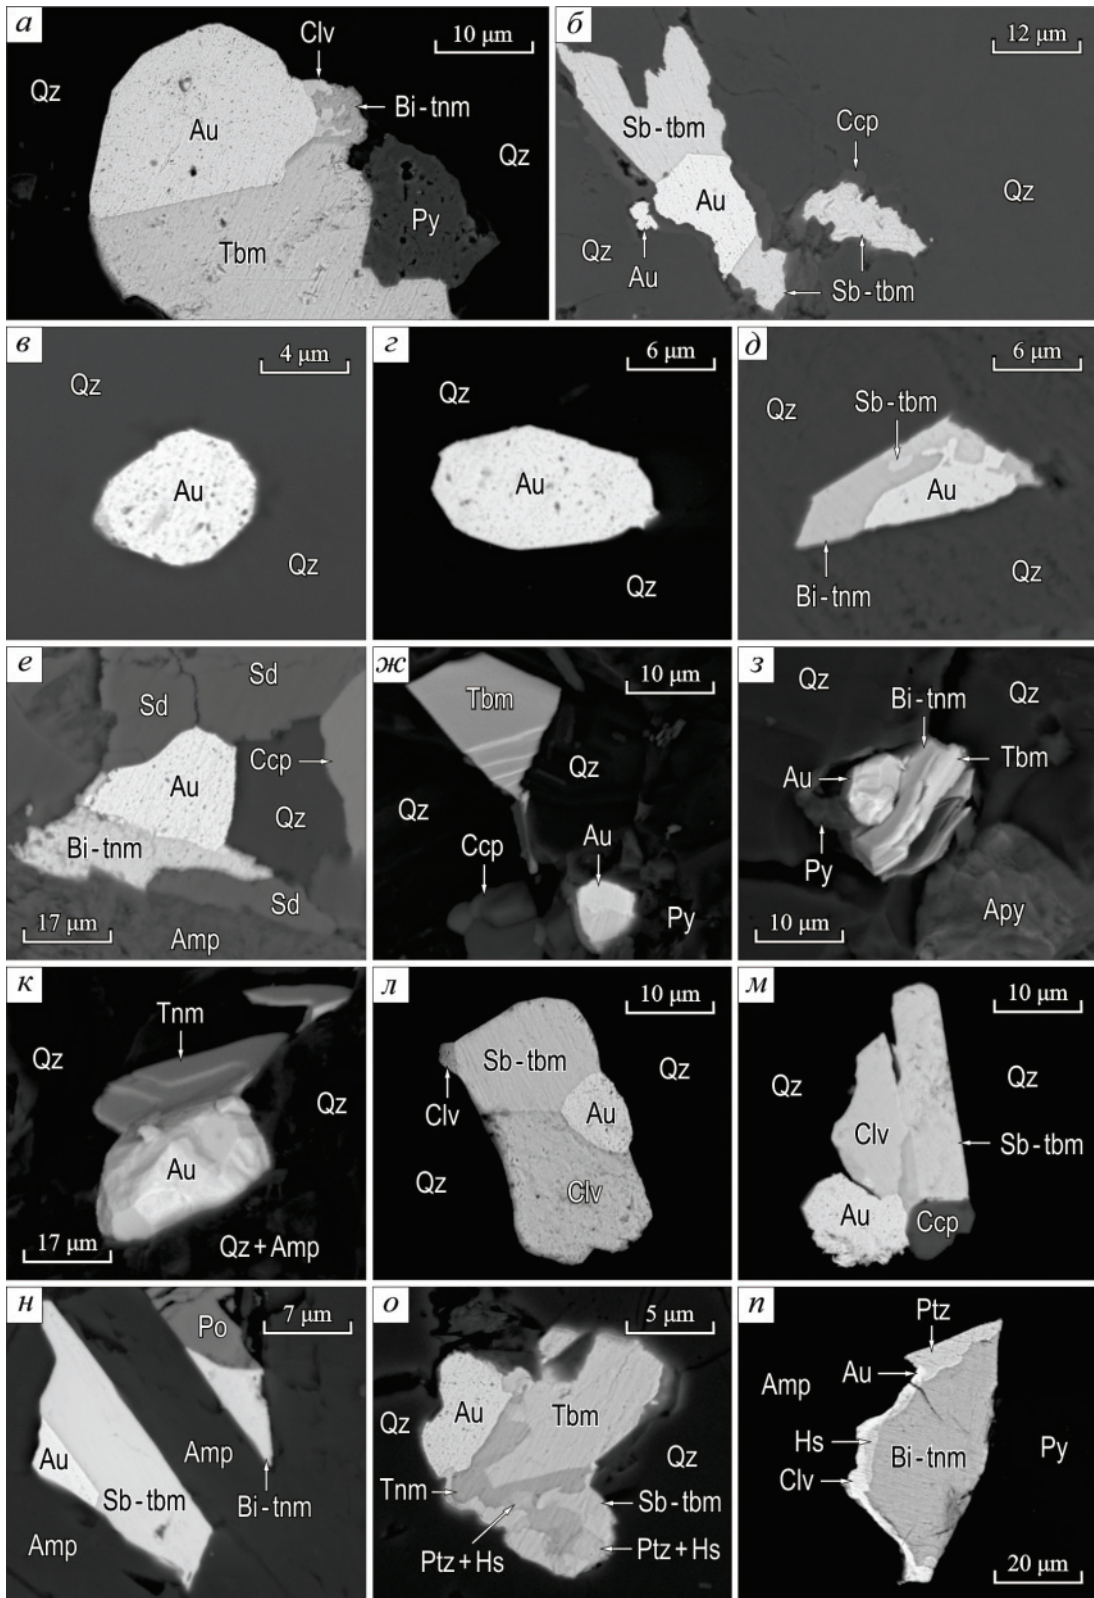 а
Clv
10 µm
Qz
Bi-tnm
Au
Qz
Py
Tbm
б
12 µm
Sb-tbm
Ccp
Au
Qz
Qz
Au
Sb-tbm
в
4 µm
Qz
Au
Qz
г
6 µm
Qz
Au
Qz
д
6 µm
Qz
Sb-tbm
Au
Bi-tnm
Qz
е
Sd
Sd
Au
Ccp
Qz
Bi-tnm
Sd
17 µm
Amp
ж
10 µm
Tbm
Qz
Qz
Ccp
Au
Py
з
Qz
Qz
Bi-tnm
Au
Tbm
Py
Apy
10 µm
к
Tnm
Qz
Qz
Au
17 µm
Qz+Amp
л
10 µm
Sb-tbm
Qz
Clv
Au
Qz
Clv
м
10 µm
Qz
Qz
Clv
Sb-tbm
Au
Ccp
н
7 µm
Po
Amp
Au
Sb-tbm
Bi-tnm
Amp
о
5 µm
Au
Tbm
Qz
Qz
Tnm
Sb-tbm
Ptz+Hs
Ptz+Hs
п
Ptz
Au
Amp
Hs
Bi-tnm
Py
Clv
20 µm